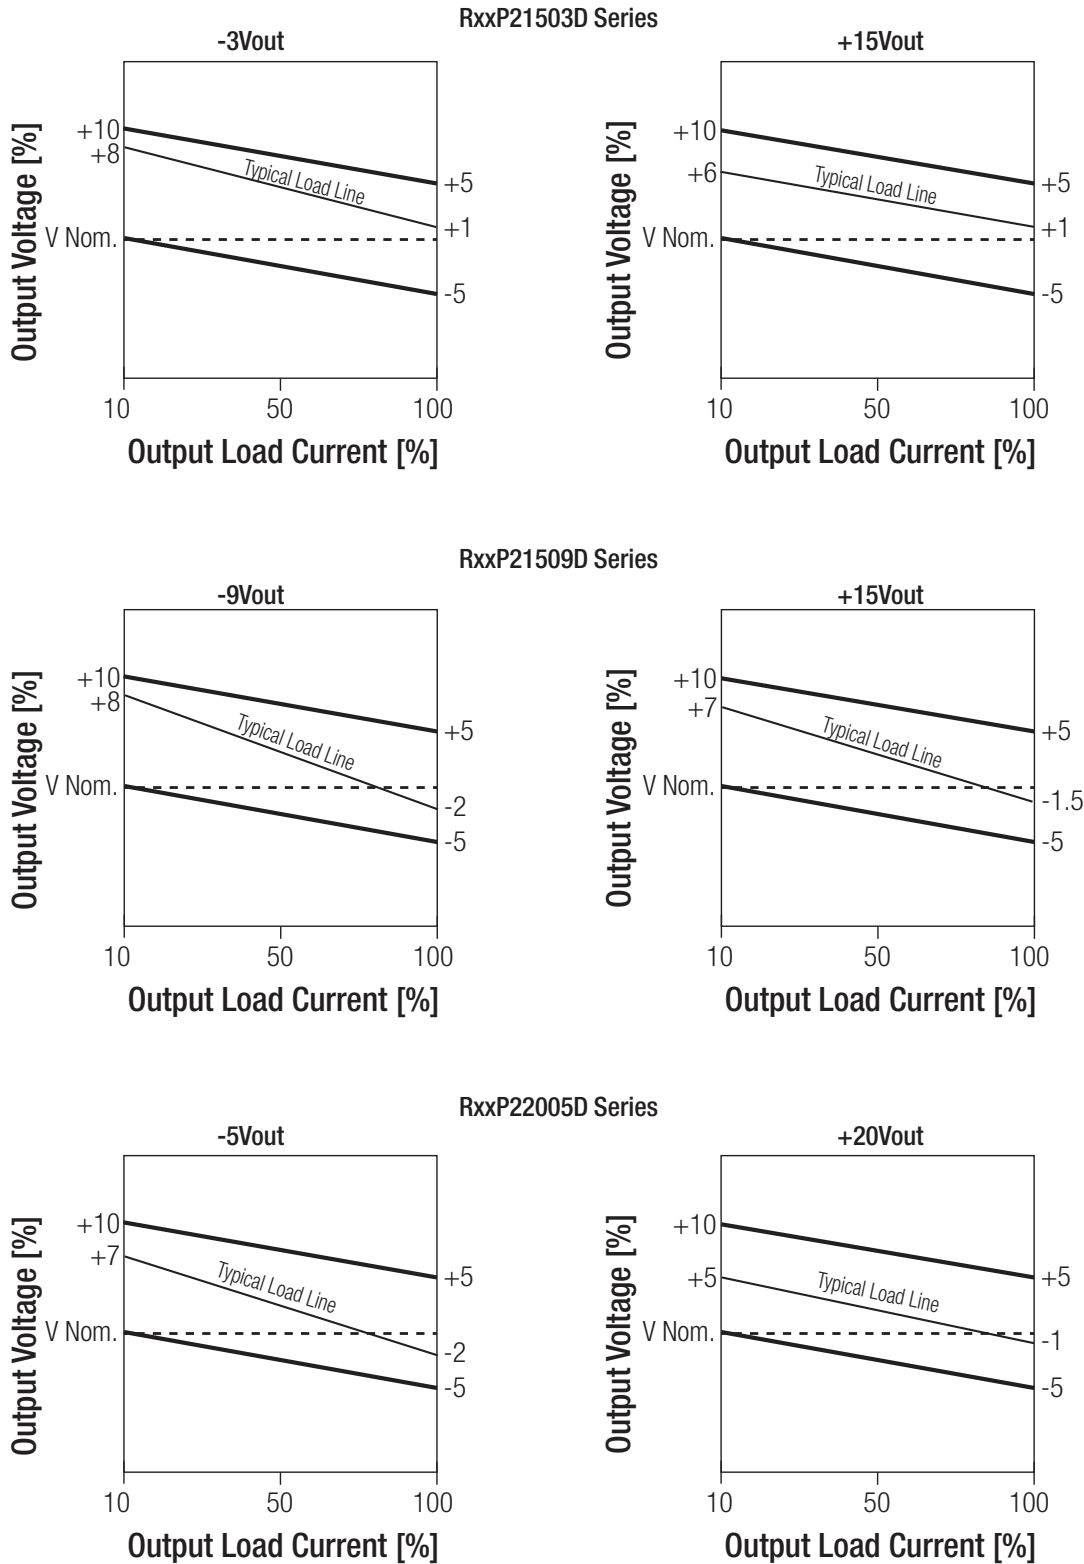 RxxP21503D Series
-3Vout
Output Voltage [%]
+10
+8
V Nom.
Typical Load Line
+5
+1
-5
10 50 100
Output Load Current [%]
+15Vout
Output Voltage [%]
+10
+6
V Nom.
Typical Load Line
+5
+1
-5
10 50 100
Output Load Current [%]
RxxP21509D Series
-9Vout
Output Voltage [%]
+10
+8
V Nom.
Typical Load Line
+5
-2
-5
10 50 100
Output Load Current [%]
+15Vout
Output Voltage [%]
+10
+7
V Nom.
Typical Load Line
+5
-1.5
-5
10 50 100
Output Load Current [%]
RxxP22005D Series
-5Vout
Output Voltage [%]
+10
+7
V Nom.
Typical Load Line
+5
-2
-5
10 50 100
Output Load Current [%]
+20Vout
Output Voltage [%]
+10
+5
V Nom.
Typical Load Line
+5
-1
-5
10 50 100
Output Load Current [%]